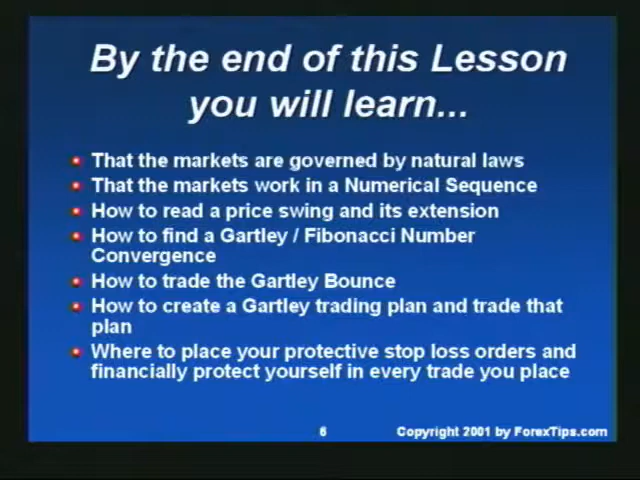 By the end of this Lesson
you will learn...
That the markets are governed by natural laws
That the markets work in a Numerical Sequence
How to read a price swing and its extension
How to find a Gartley / Fibonacci Number
Convergence
How to trade the Gartley Bounce
How to create a Gartley trading plan and trade that
plan
Where to place your protective stop loss orders and
financially protect yourself in every trade you place
6
Copyright 2001 by ForexTips.com